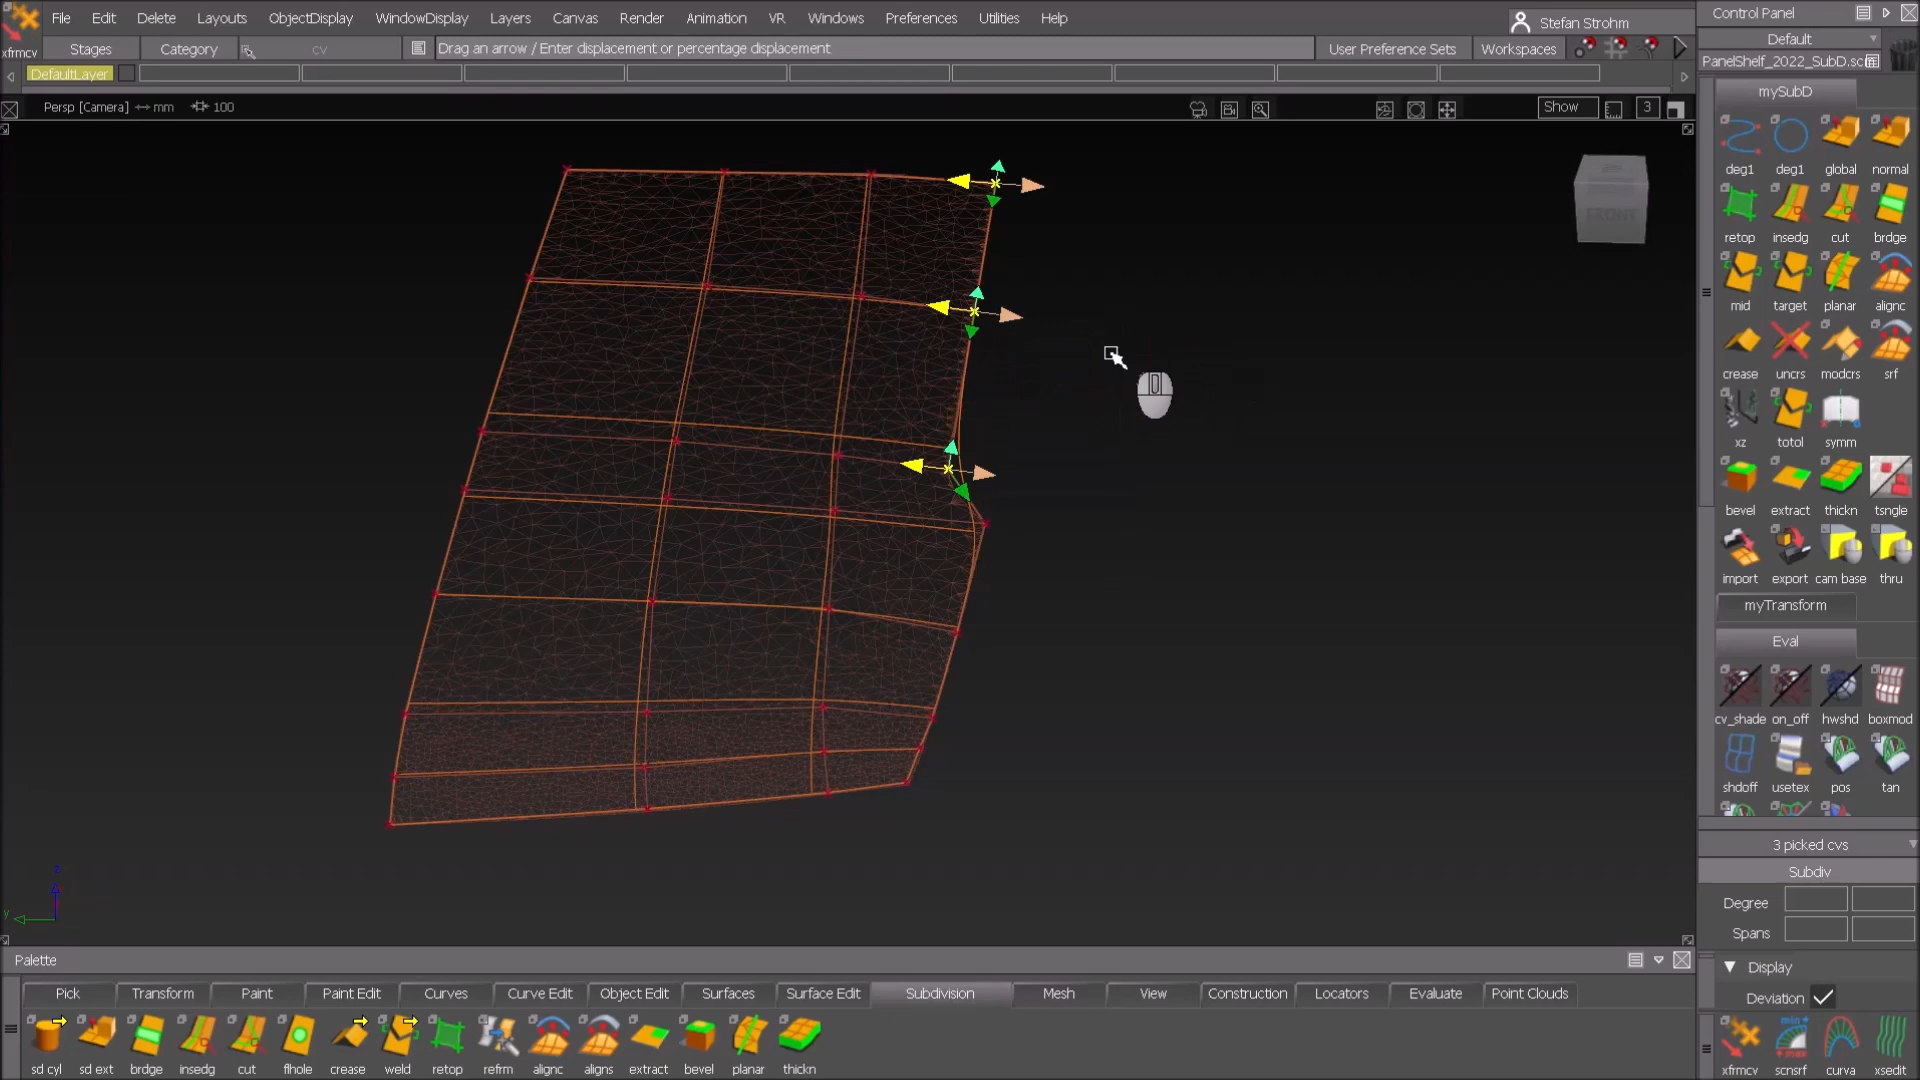 File Edit Delete Layouts ObjectDisplay WindowDisplay Layers Canvas Render Animation VR Windows Preferences Utilities Help
Stefan Strohm
Control Panel
xfrmcv
Stages Category cv Drag an arrow / Enter displacement or percentage displacement User Preference Sets Workspaces
Default
DefaultLayer
PanelShelf_2022_SubD.scl
Persp [Camera] mm 100
Show 3
mySubD
deg1 deg1 global normal
retop insedg cut brdge
mid target planar alignc
crease uncrs modcrs srf
xz totol symm
bevel extract thickn tsngle
import export cam base thru
myTransform
Eval
cv_shade on_off hwshd boxmod
shdoff usetex pos tan
3 picked cvs
Subdiv
Degree
Spans
Display
Deviation
xfrmcv scnsrf curva xsedit
FRONT
z
y
Palette
Pick Transform Paint Paint Edit Curves Curve Edit Object Edit Surfaces Surface Edit Subdivision Mesh View Construction Locators Evaluate Point Clouds
sd cyl sd ext brdge insedg cut flhole crease weld retop refrm alignc aligns extract bevel planar thickn